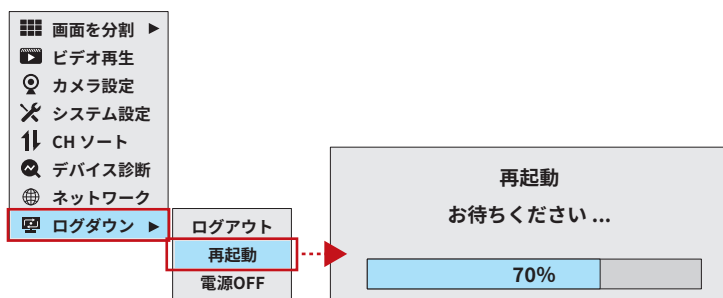 画面を分割 ▶
ビデオ再生
カメラ設定
システム設定
CH ソート
デバイス診断
ネットワーク
ログダウン ▶
ログアウト
再起動
電源OFF
再起動
お待ちください ...
70%